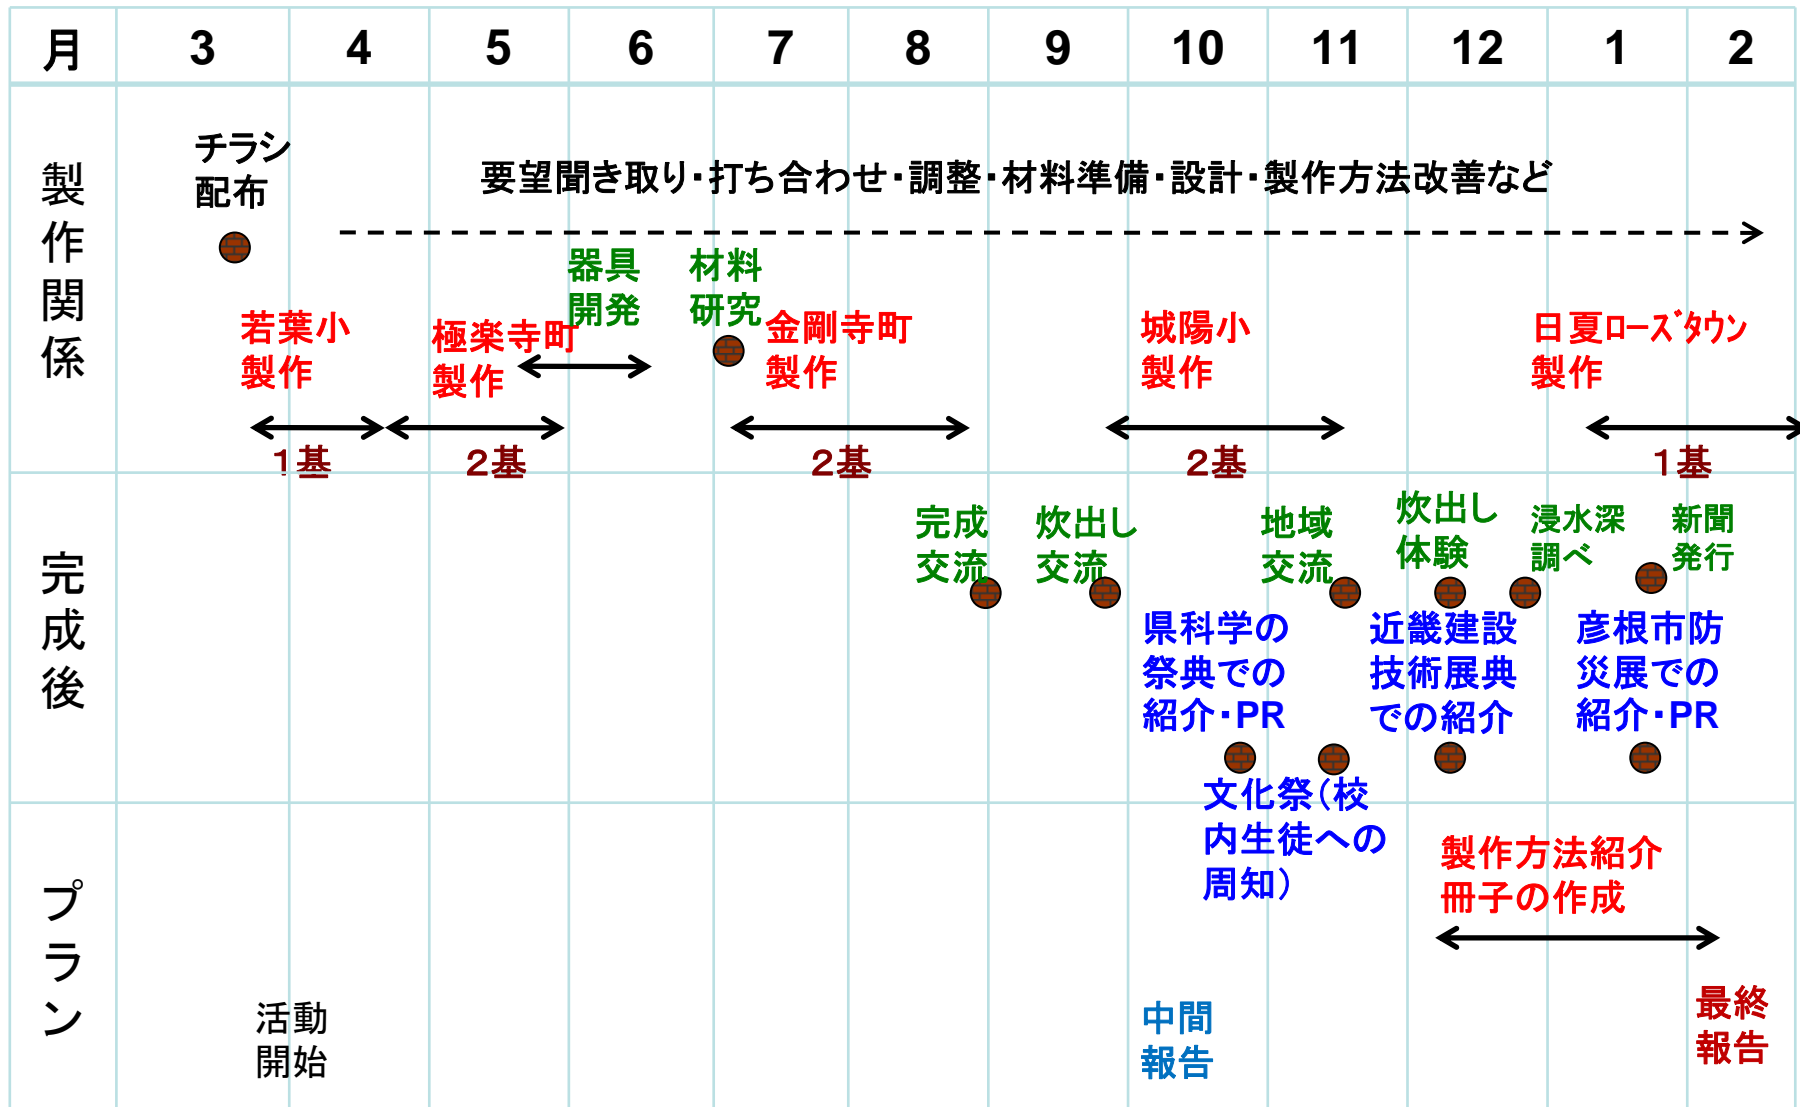 月 3 4 5 6 7 8 9 10 11 12 1 2
製作関係
チラシ
配布
要望聞き取り・打ち合わせ・調整・材料準備・設計・製作方法改善など
器具
開発
材料
研究
若葉小
製作
極楽寺町
製作
金剛寺町
製作
城陽小
製作
日夏ローズタウン
製作
1基
2基
2基
2基
1基
完成後
完成
交流
炊出し
交流
地域
交流
炊出し
体験
浸水深
調べ
新聞
発行
県科学の
祭典での
紹介・PR
近畿建設
技術展典
での紹介
彦根市防
災展での
紹介・PR
文化祭(校
内生徒への
周知)
プラン
製作方法紹介
冊子の作成
活動
開始
中間
報告
最終
報告